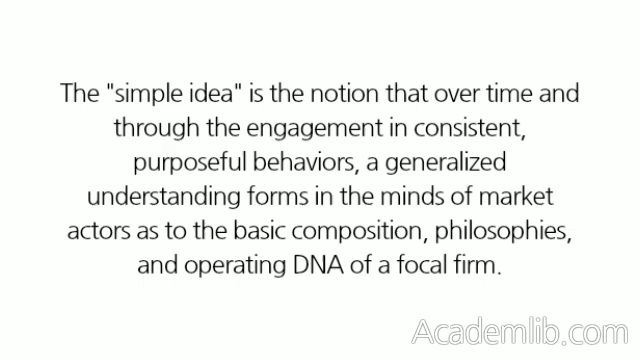 The "simple idea" is the notion that over time and
through the engagement in consistent,
purposeful behaviors, a generalized
understanding forms in the minds of market
actors as to the basic composition, philosophies,
and operating DNA of a focal firm.
Academlib.com